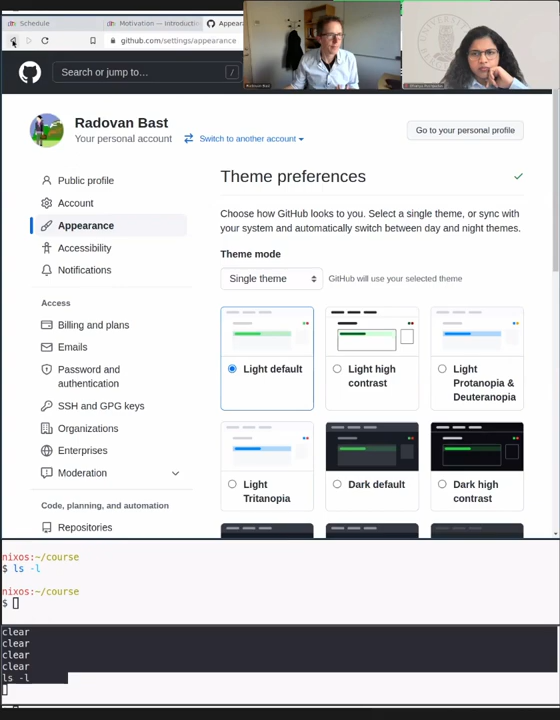 Schedule
Motivation — Introducti
Appeara
github.com/settings/appearance
Search or jump to…
/
Radovan Bast
Radovan Bast
Your personal account
Switch to another account
Go to your personal profile
Public profile
Account
Appearance
Accessibility
Notifications
Access
Billing and plans
Emails
Password and
authentication
SSH and GPG keys
Organizations
Enterprises
Moderation
Code, planning, and automation
Repositories
Theme preferences
Choose how GitHub looks to you. Select a single theme, or sync with
your system and automatically switch between day and night themes.
Theme mode
Single theme
GitHub will use your selected theme
Light default
Light high
contrast
Light
Protanopia &
Deuteranopia
Light
Tritanopia
Dark default
Dark high
contrast
nixos:~/course
$ ls -l
nixos:~/course
$
clear
clear
clear
clear
ls -l